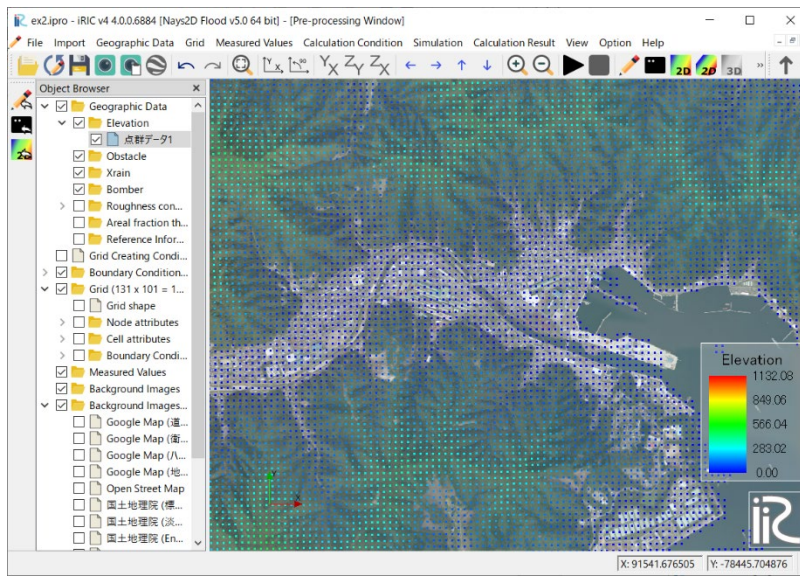 ex2.ipro - iRIC v4 4.0.0.6884 [Nays2D Flood v5.0 64 bit] - [Pre-processing Window]
File Import Geographic Data Grid Measured Values Calculation Condition Simulation Calculation Result View Option Help
2D 2D 3D »
Object Browser
Geographic Data
Elevation
点群データ1
Obstacle
Xrain
Bomber
Roughness con...
Areal fraction th...
Reference Infor...
Grid Creating Condi...
Boundary Condition...
Grid (131 x 101 = 1...
Grid shape
Node attributes
Cell attributes
Boundary Condi...
Measured Values
Background Images
Background Images...
Google Map (道...
Google Map (衛...
Google Map (ハ...
Google Map (地...
Open Street Map
国土地理院 (標...
国土地理院 (淡...
国土地理院 (En...
Y
X
Elevation
1132.08
849.06
566.04
283.02
0.00
iRiC
X: 91541.676505 Y: -78445.704876